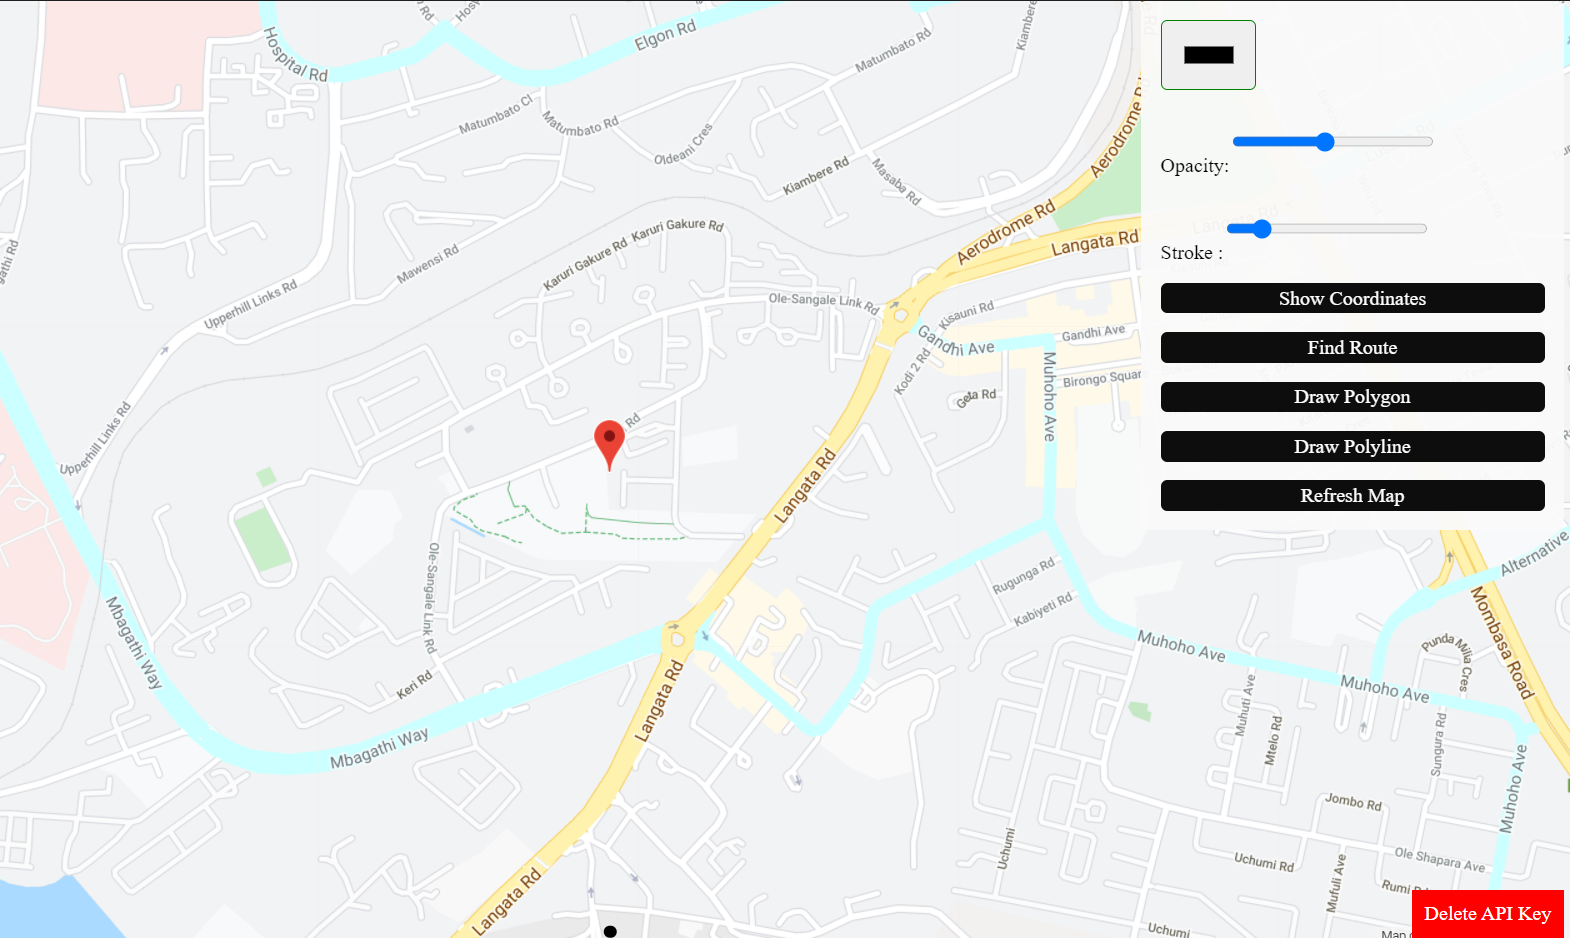 Rd
Hospital Rd
Elgon Rd
Matumbato Rd
Kiambere
Matumbato Cl
Matumbato Rd
Oldeani Cres
Kiambere Rd
Masaba Rd
Aerodrome Rd
Aerodrome Rd
Langata Rd
Karuri Gakure Rd
Karuri Gakure Rd
Mawensi Rd
Upperhill Links Rd
Ole-Sangale Link Rd
Kisauni Rd
Gandhi Ave
Gandhi Ave
Kodi 2 Rd
Muhoho Ave
Birongo Squar
Geta Rd
Upperhill Links Rd
Rd
Langata Rd
Ole-Sangale Link Rd
Mbagathi Way
Keri Rd
Mbagathi Way
Langata Rd
Langata Rd
Rugunga Rd
Kabiyeti Rd
Muhoho Ave
Muhoho Ave
Alternative
Mombasa Road
Punda Milia Cres
Muhuti Ave
Mtelo Rd
Sungura Rd
Muhoho Ave
Jombo Rd
Uchumi
Uchumi Rd
Ole Shapara Ave
Mufuli Ave
Rumi
Uchumi
Opacity:
Stroke :
Show Coordinates
Find Route
Draw Polygon
Draw Polyline
Refresh Map
Delete API Key